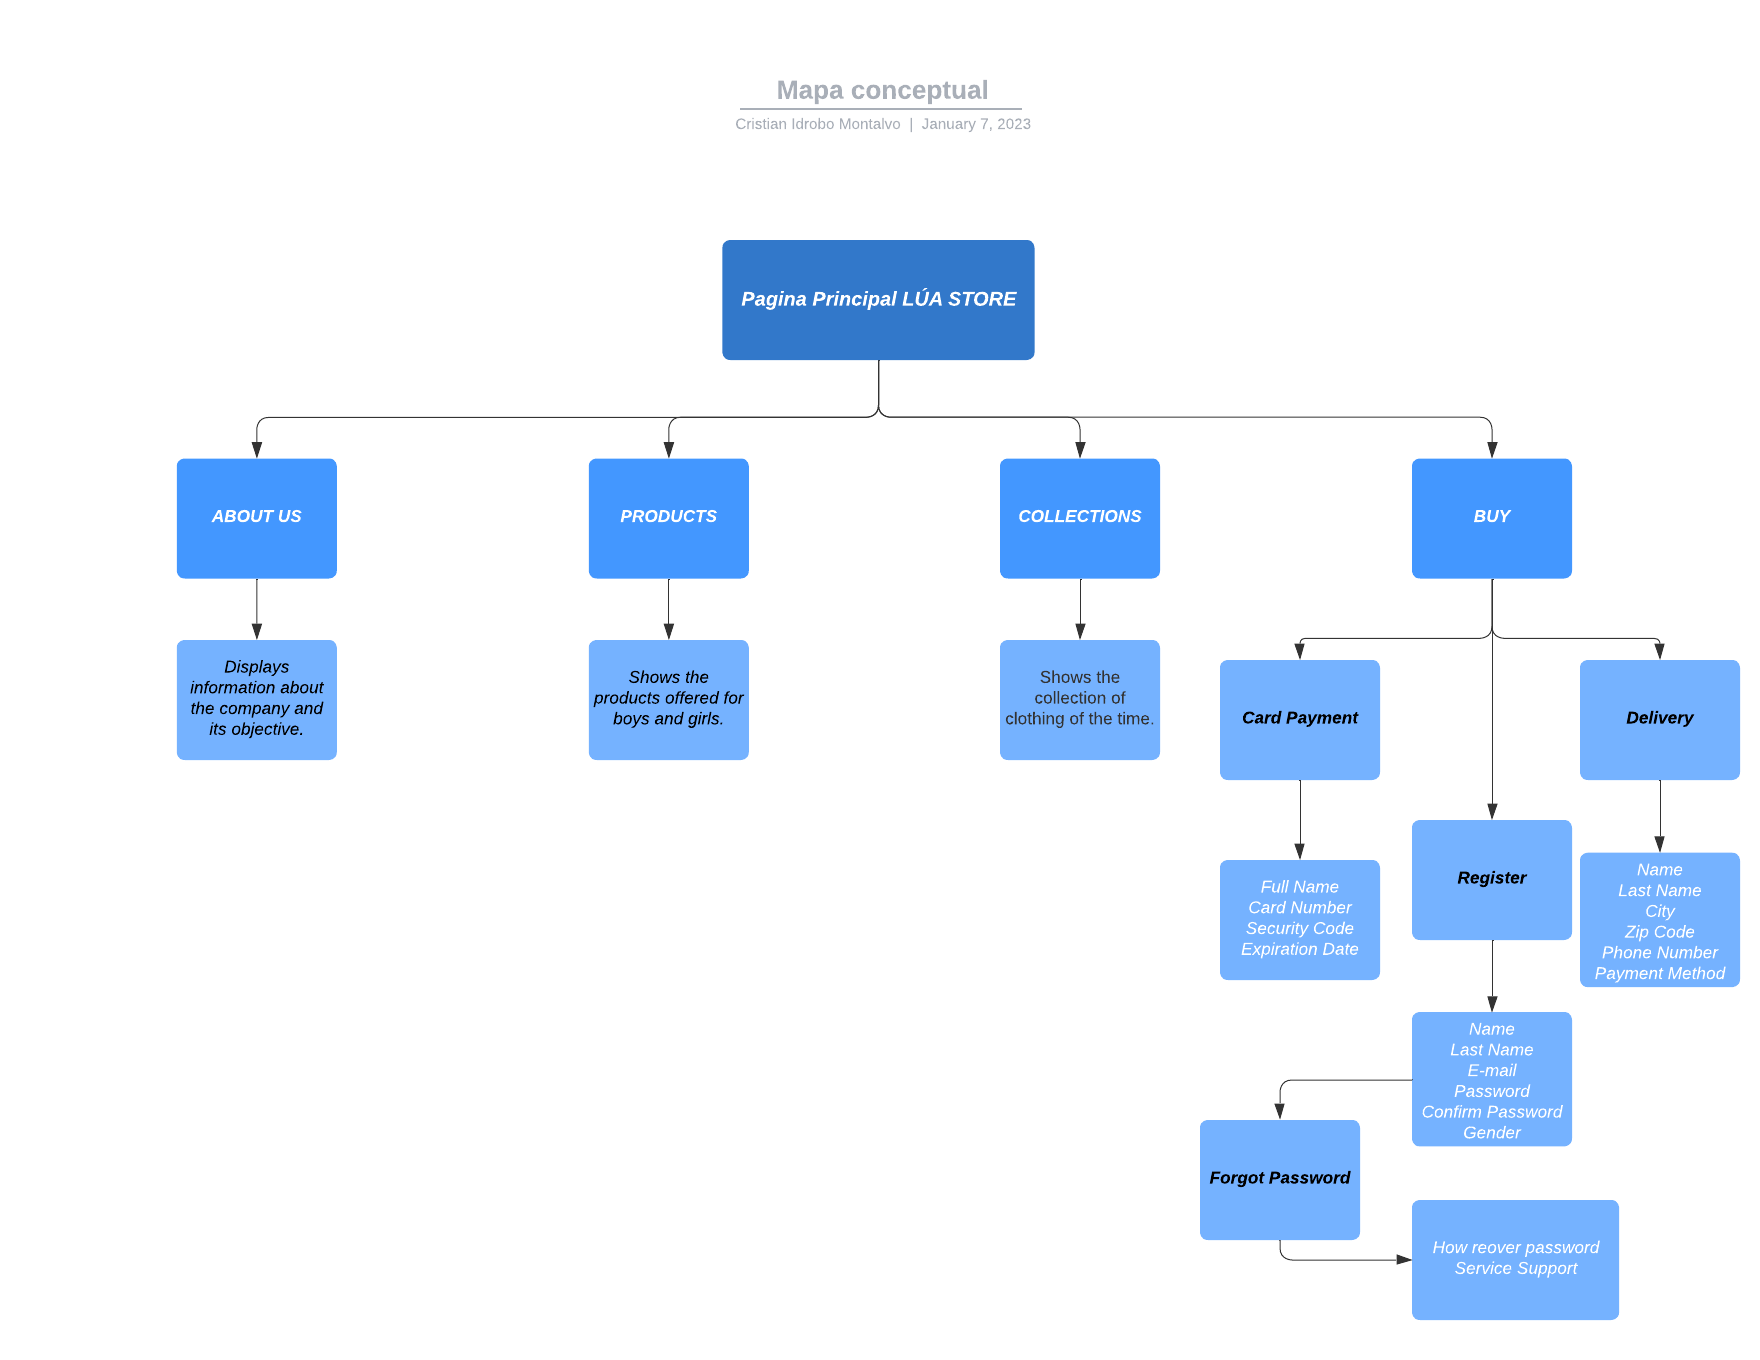 Mapa conceptual
Cristian Idrobo Montalvo | January 7, 2023
Pagina Principal LÚA STORE
ABOUT US
PRODUCTS
COLLECTIONS
BUY
Displays
information about
the company and
its objective.
Shows the
products offered for
boys and girls.
Shows the
collection of
clothing of the time.
Card Payment
Delivery
Register
Full Name
Card Number
Security Code
Expiration Date
Name
Last Name
City
Zip Code
Phone Number
Payment Method
Name
Last Name
E-mail
Password
Confirm Password
Gender
Forgot Password
How reover password
Service Support